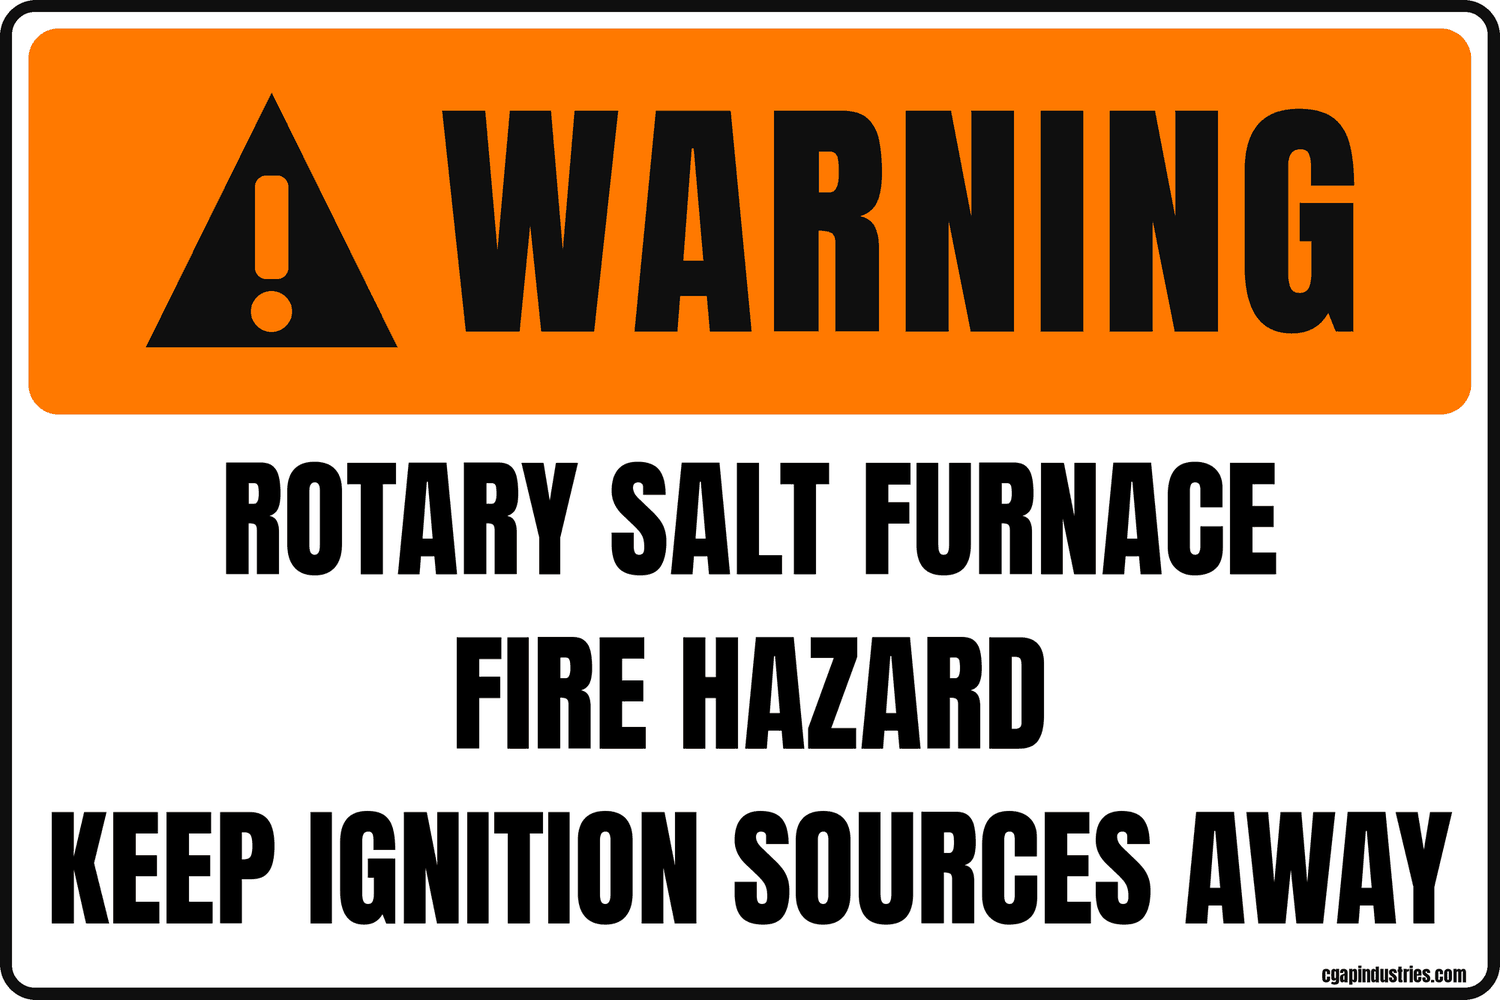 WARNING
ROTARY SALT FURNACE
FIRE HAZARD
KEEP IGNITION SOURCES AWAY
cgapindustries.com